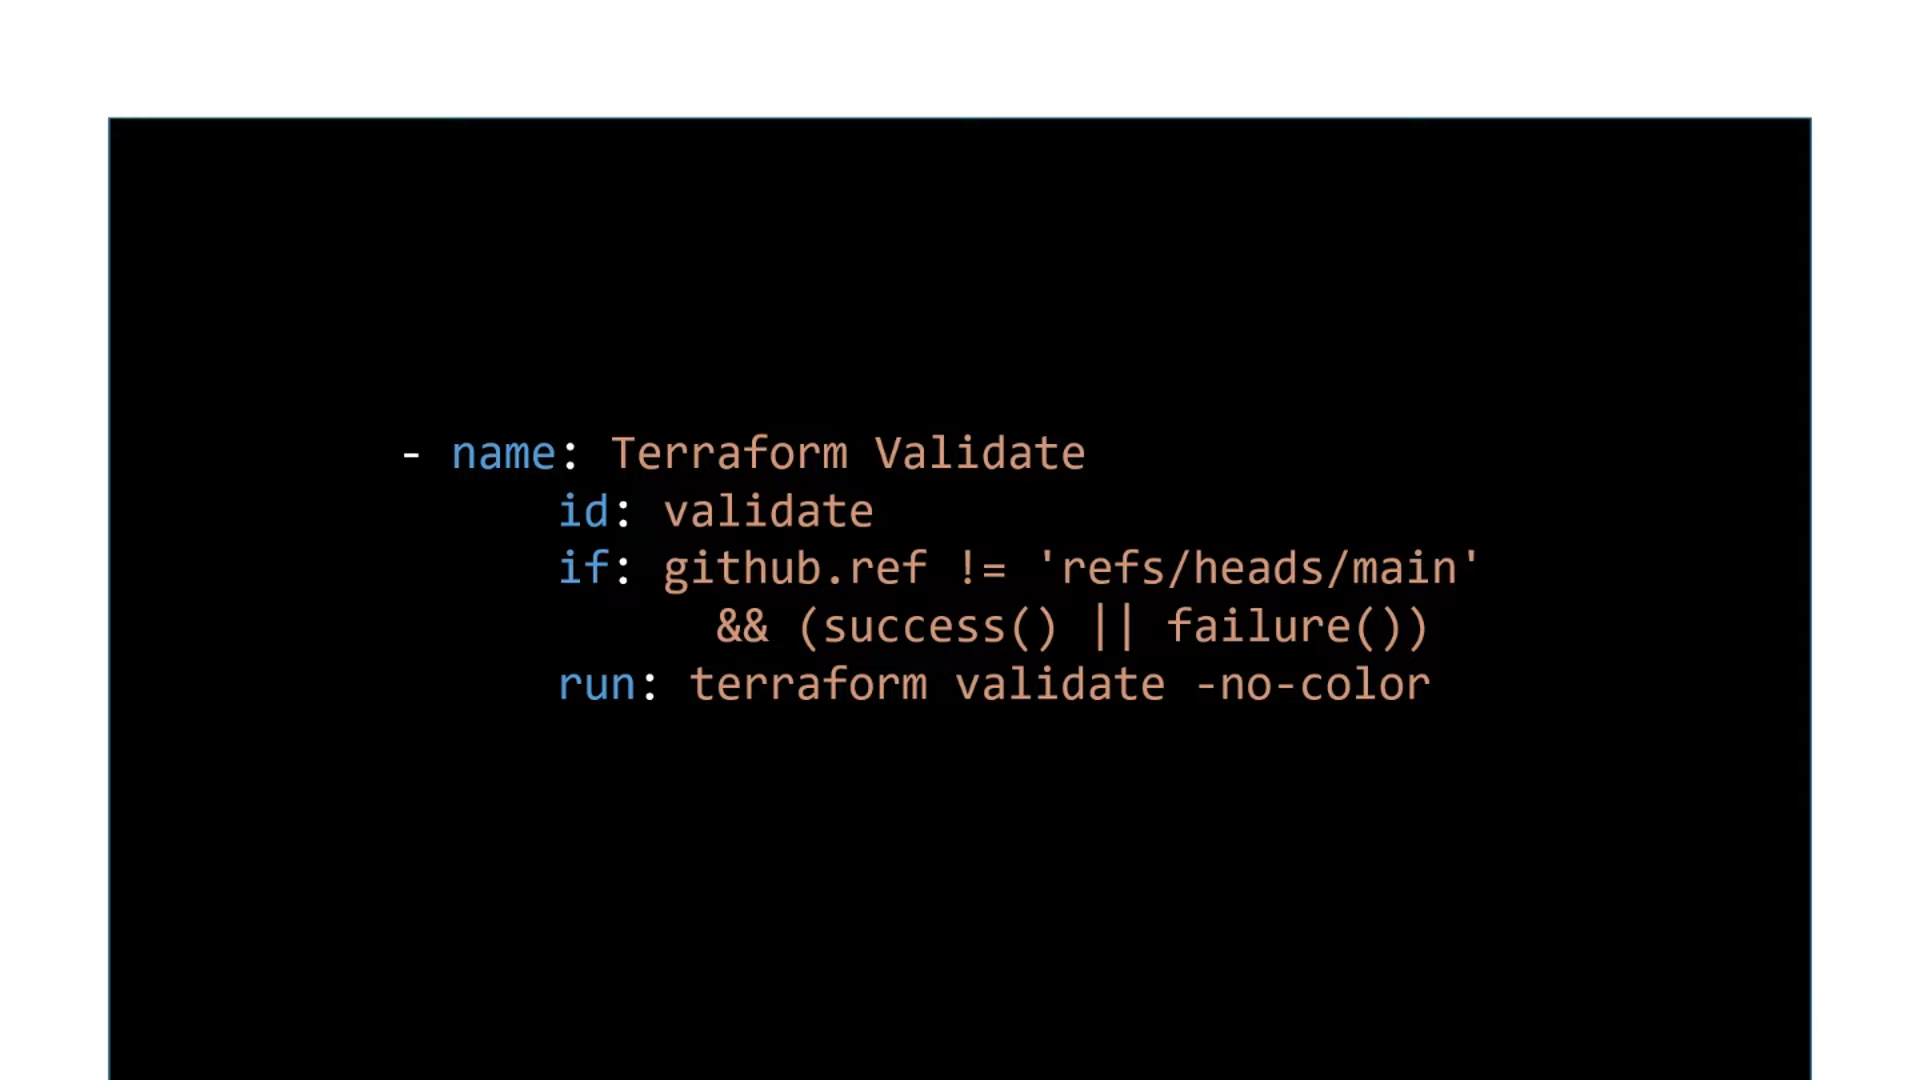 - name: Terraform Validate
id: validate
if: github.ref != 'refs/heads/main'
&& (success() || failure())
run: terraform validate -no-color